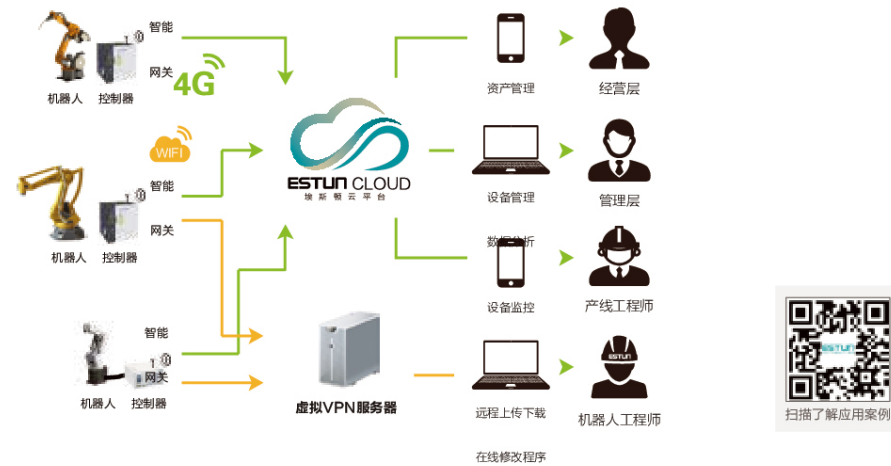 智能
网关
4G
机器人 控制器
资产管理
经营层
WIFI
智能
网关
机器人 控制器
ESTUN CLOUD
埃斯顿云平台
设备管理
数据分析
管理层
设备监控
产线工程师
智能
网关
机器人 控制器
虚拟VPN服务器
远程上传下载
在线修改程序
ESTUN
机器人工程师
ESTUN
扫描了解应用案例